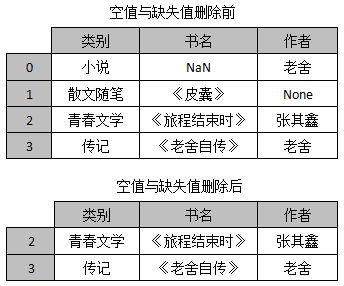 空值与缺失值删除前
类别 书名 作者
0 小说 NaN 老舍
1 散文随笔 《皮囊》 None
2 青春文学 《旅程结束时》 张其鑫
3 传记 《老舍自传》 老舍
空值与缺失值删除后
类别 书名 作者
2 青春文学 《旅程结束时》 张其鑫
3 传记 《老舍自传》 老舍